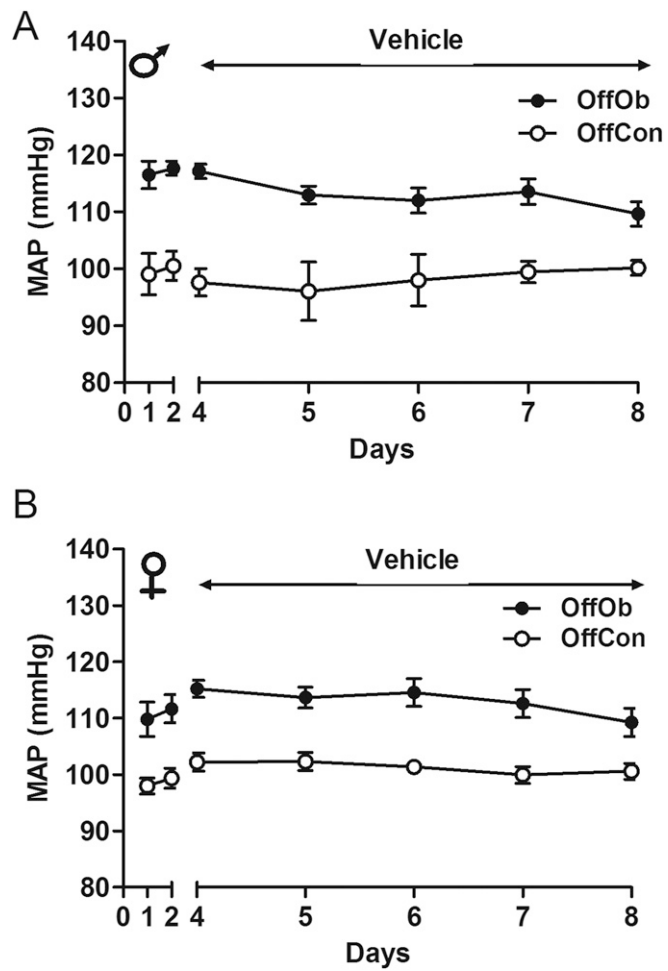 A
Vehicle
OffOb
OffCon
MAP (mmHg)
140
130
120
110
100
90
80
0 1 2 4 5 6 7 8
Days
B
Vehicle
OffOb
OffCon
MAP (mmHg)
140
130
120
110
100
90
80
0 1 2 4 5 6 7 8
Days